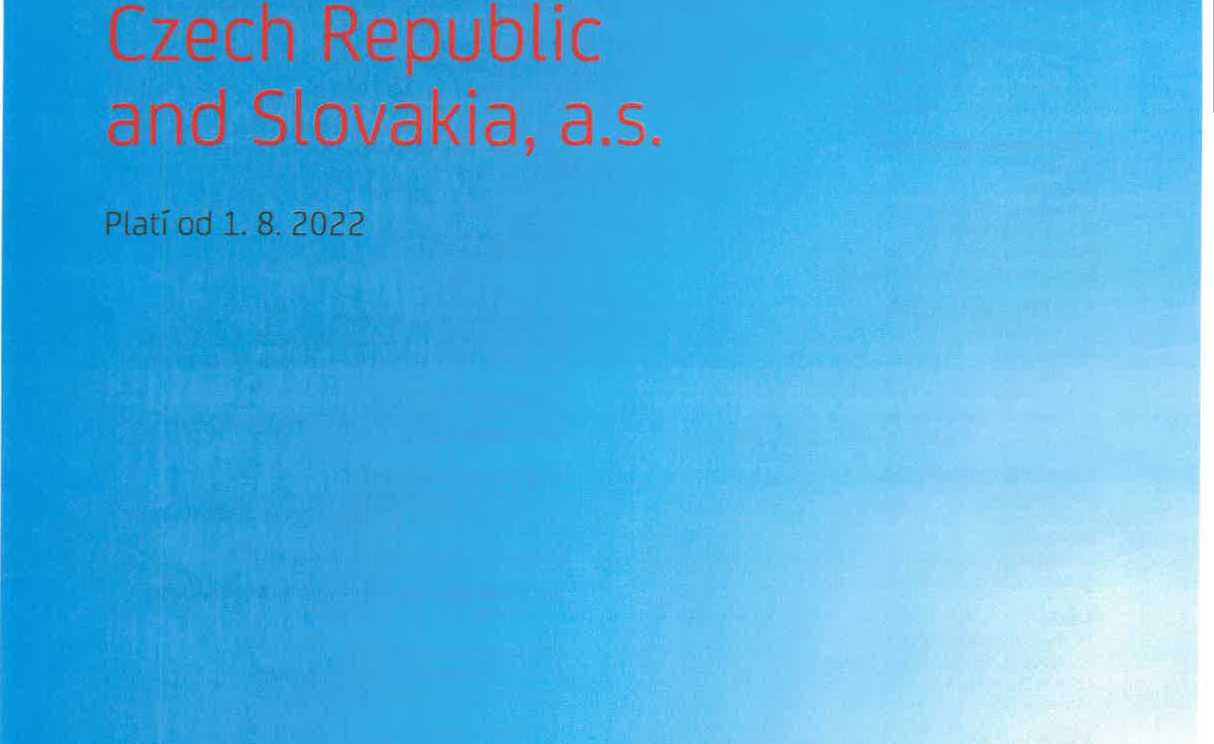 Czech Republic
and Slovakia, a.s.
Platí od 1. 8. 2022